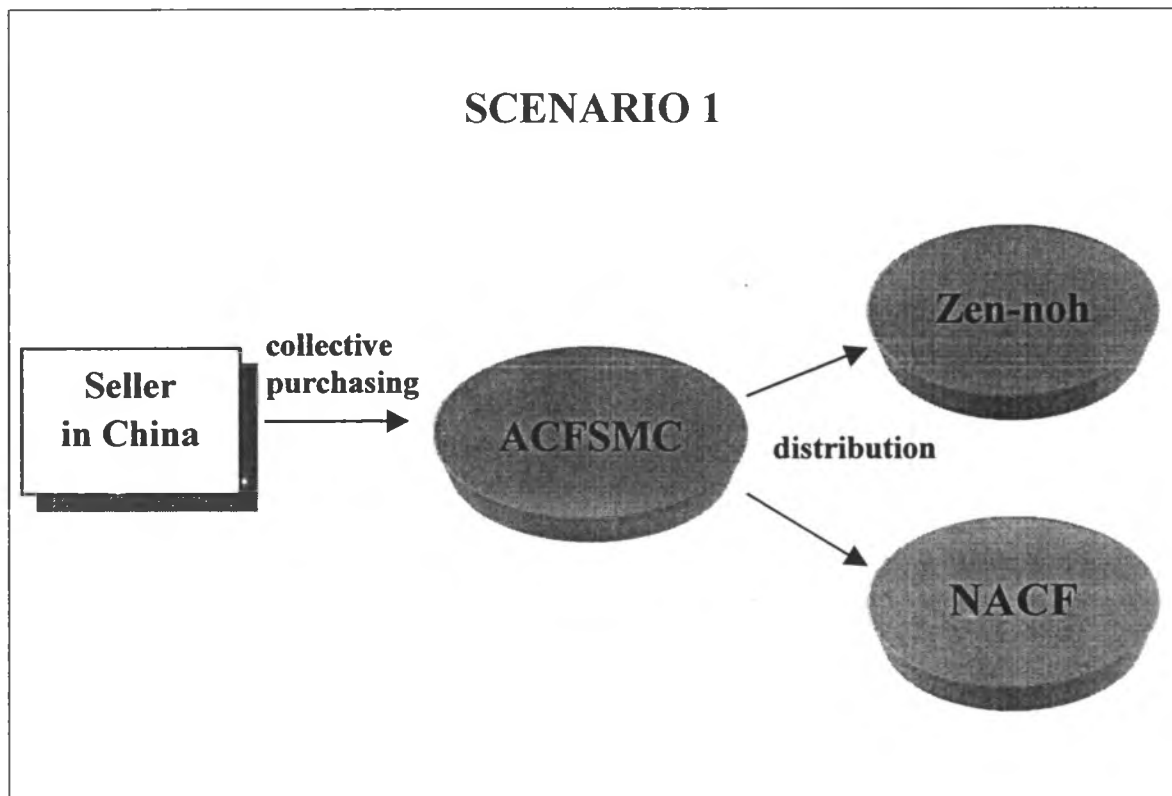 SCENARIO 1
Seller
in China
collective
purchasing
ACFSMC
Zen-noh
distribution
NACF